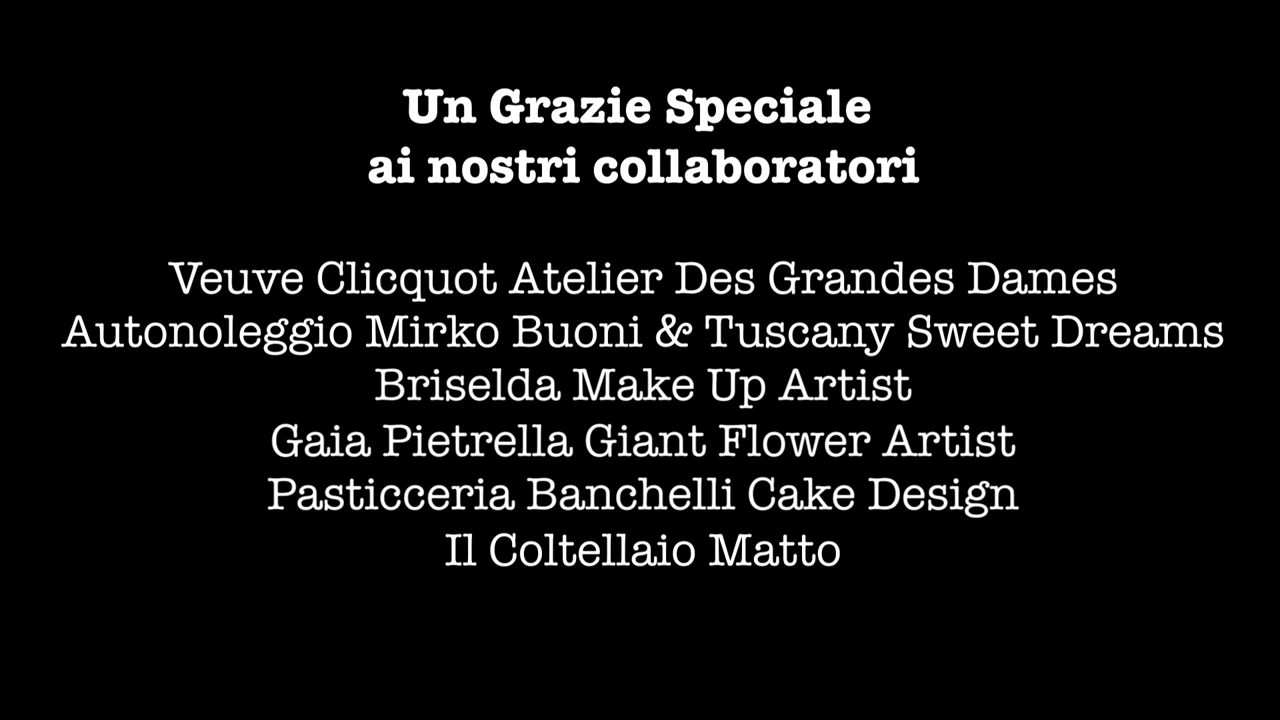 Un Grazie Speciale
ai nostri collaboratori
Veuve Clicquot Atelier Des Grandes Dames
Autonoleggio Mirko Buoni & Tuscany Sweet Dreams
Briselda Make Up Artist
Gaia Pietrella Giant Flower Artist
Pasticceria Banchelli Cake Design
Il Coltellaio Matto